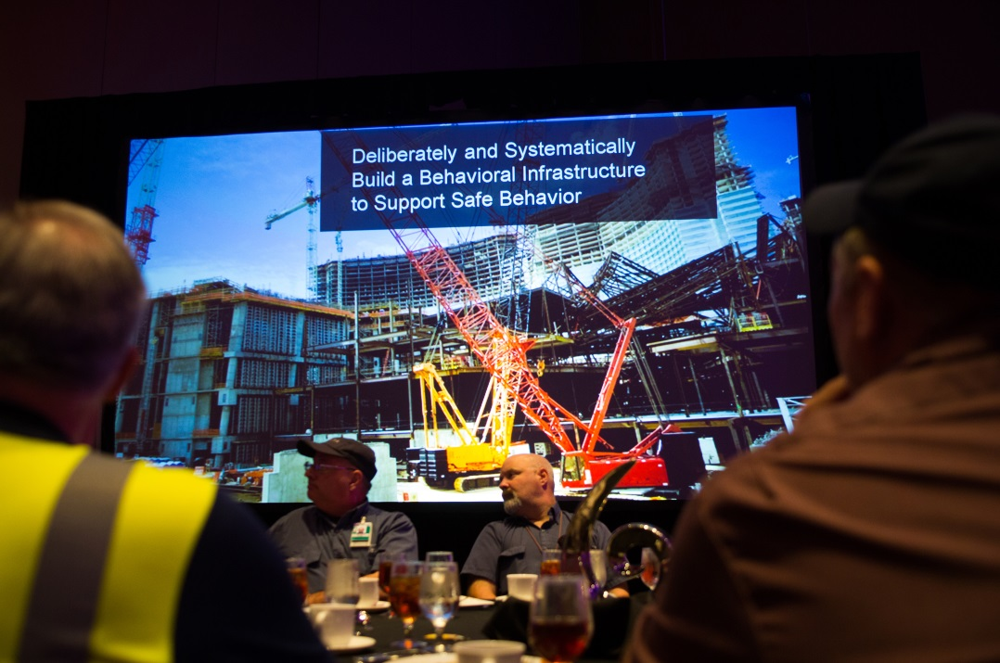 Deliberately and Systematically
Build a Behavioral Infrastructure
to Support Safe Behavior